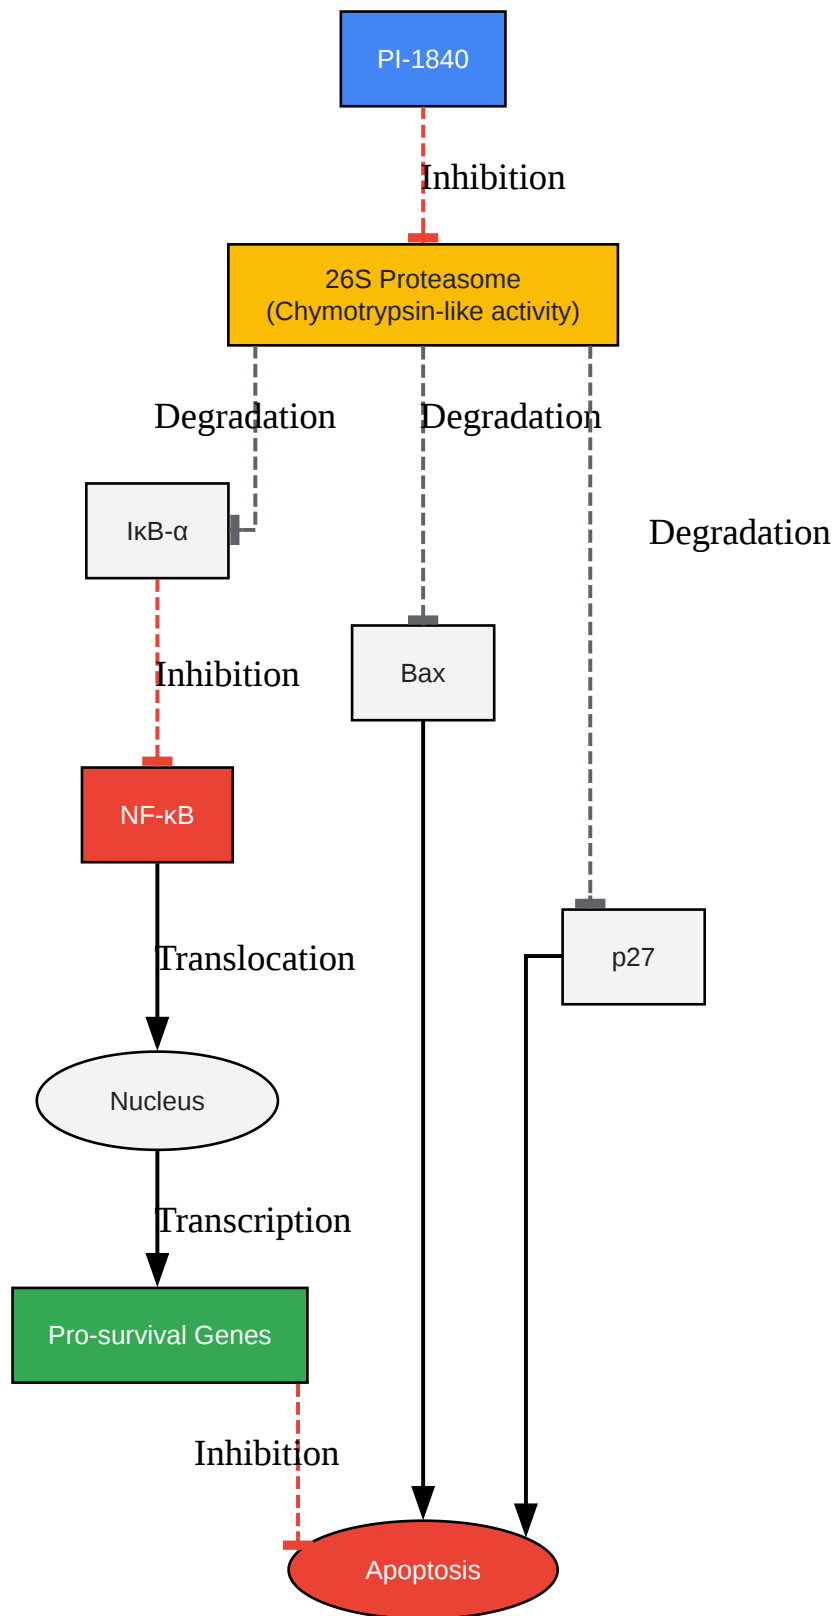 PI-1840
Inhibition
26S Proteasome
(Chymotrypsin-like activity)
Degradation
Degradation
Degradation
IκB-α
Inhibition
Bax
NF-κB
Translocation
p27
Nucleus
Transcription
Pro-survival Genes
Inhibition
Apoptosis